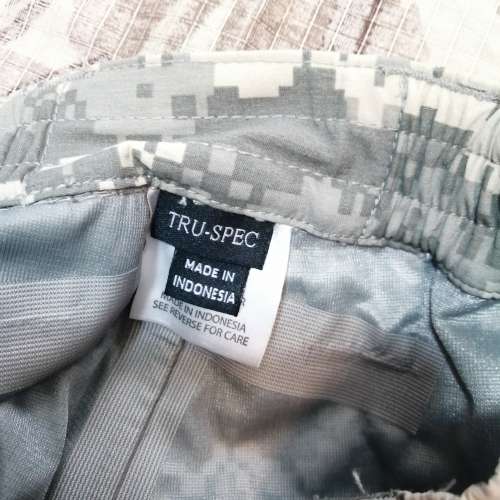 TRU-SPEC
MADE IN
INDONESIA
MADE IN INDONESIA
SEE REVERSE FOR CARE